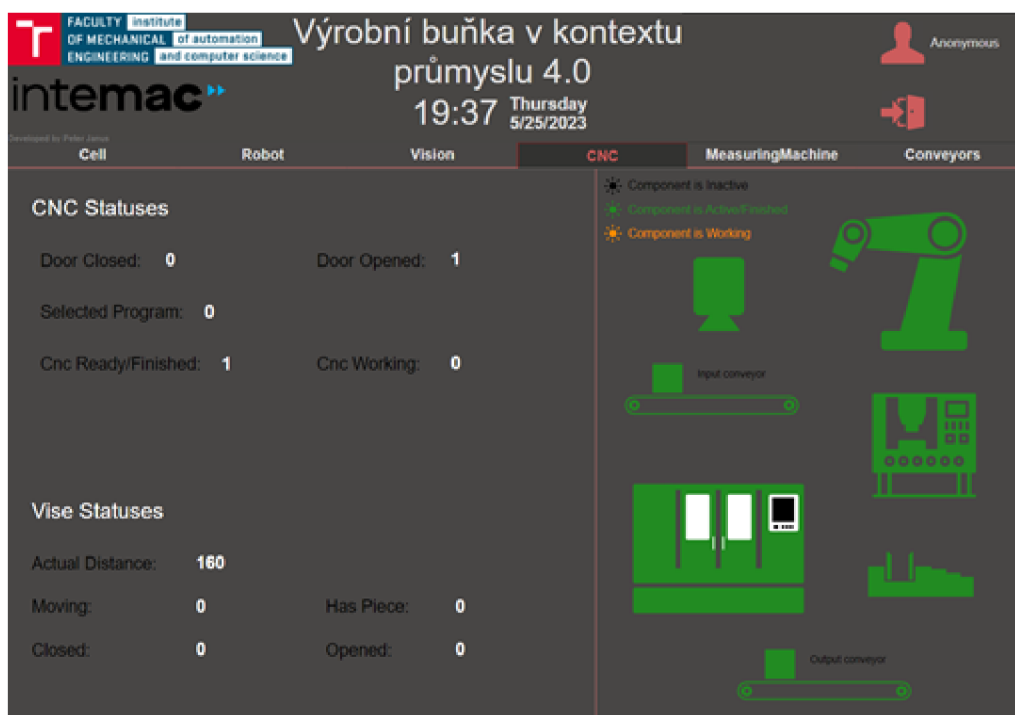 FACULTY institute
OF MECHANICAL of automation
ENGINEERING and computer science
intemac
Developed by Peter Janus
Výrobní buňka v kontextu
průmyslu 4.0
19:37 Thursday
5/25/2023
Anonymous
Cell Robot Vision CNC MeasuringMachine Conveyors
CNC Statuses
Door Closed: 0 Door Opened: 1
Selected Program: 0
Cnc Ready/Finished: 1 Cnc Working: 0
Vise Statuses
Actual Distance: 160
Moving: 0 Has Piece: 0
Closed: 0 Opened: 0
Component is Inactive
Component is Active/Finished
Component is Working
Input conveyor
Output conveyor